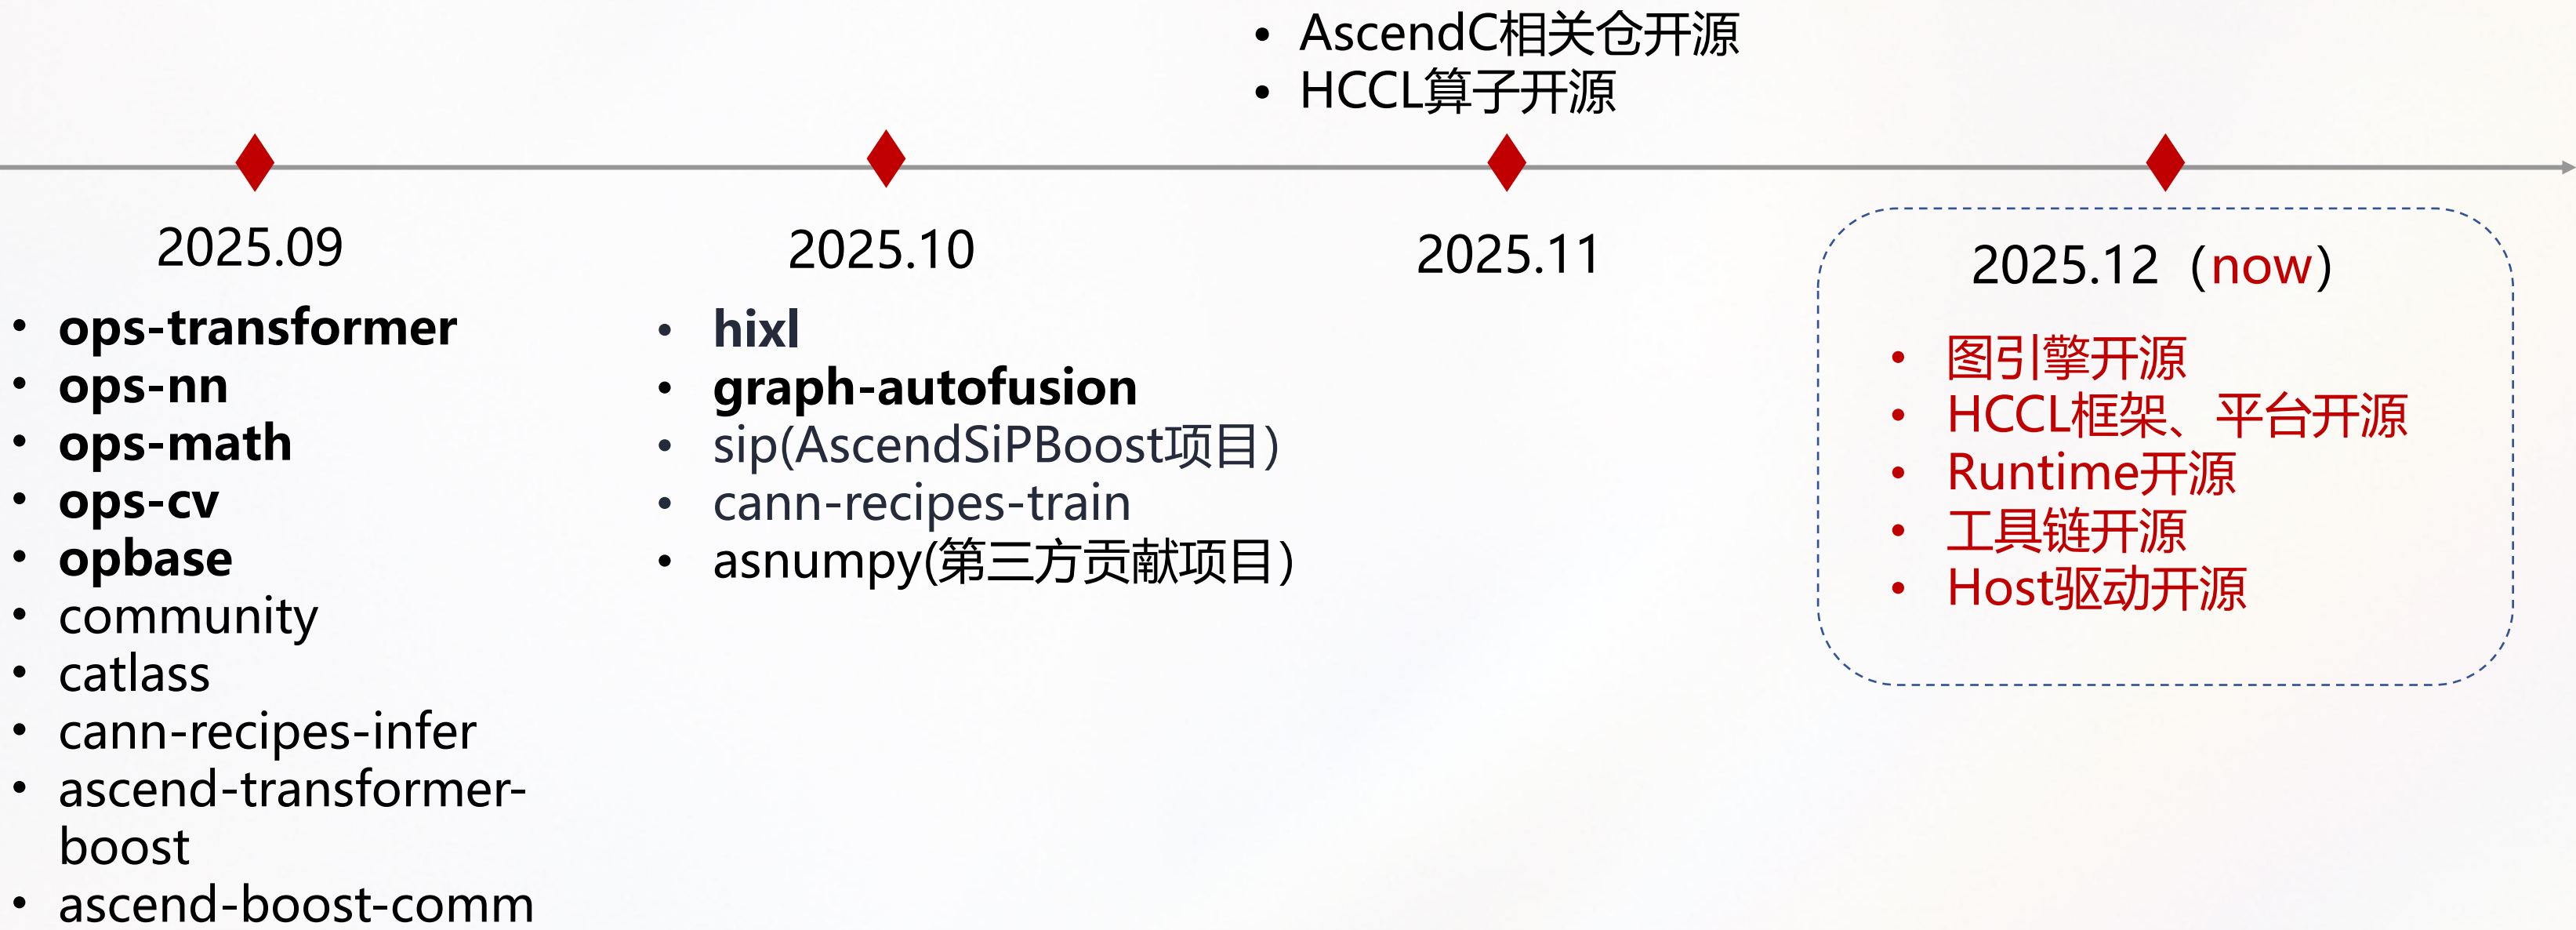 • AscendC相关仓开源
• HCCL算子开源
2025.09
• ops-transformer
• ops-nn
• ops-math
• ops-cv
• opbase
• community
• catlass
• cann-recipes-infer
• ascend-transformer-
boost
• ascend-boost-comm
2025.10
• hixl
• graph-autofusion
• sip(AscendSiPBoost项目)
• cann-recipes-train
• asnumpy(第三方贡献项目)
2025.11
2025.12（now）
• 图引擎开源
• HCCL框架、平台开源
• Runtime开源
• 工具链开源
• Host驱动开源